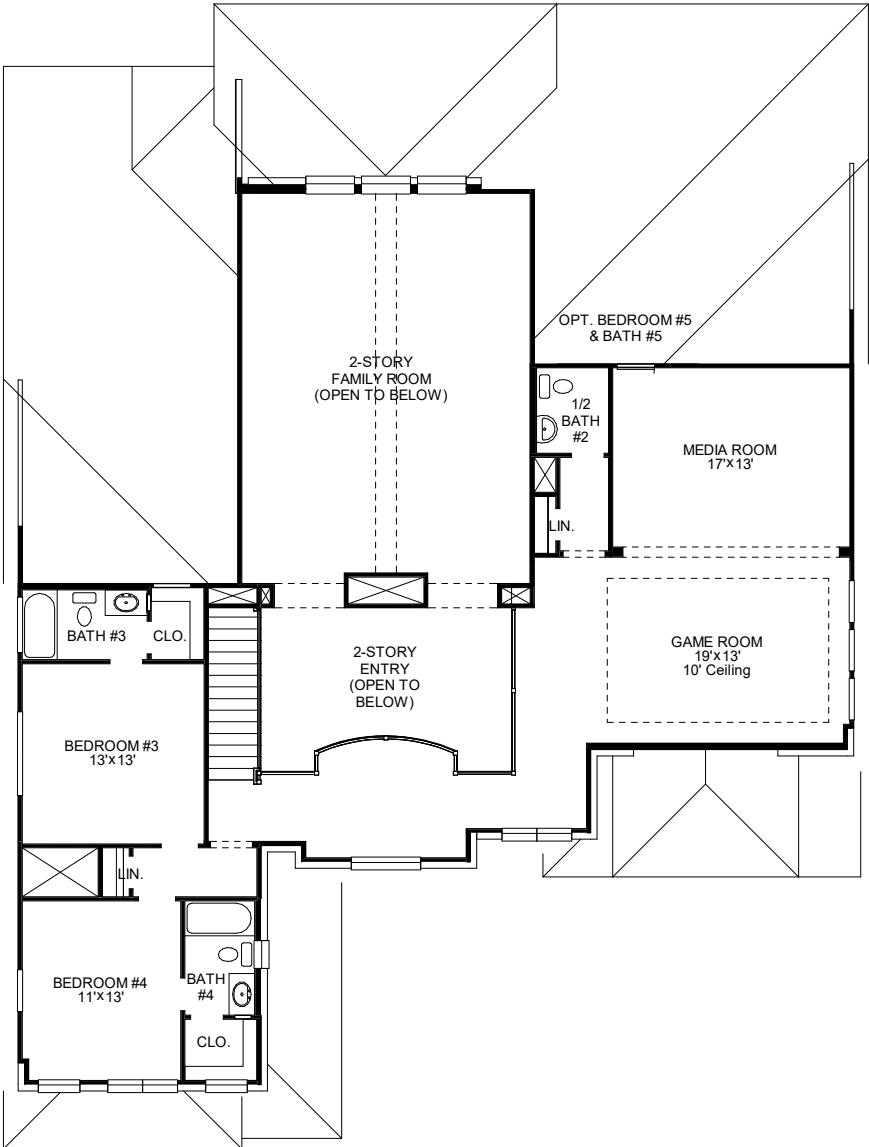 OPT. BEDROOM #5
& BATH #5
2-STORY
FAMILY ROOM
(OPEN TO BELOW)
1/2
BATH
#2
MEDIA ROOM
17'x13'
LIN.
BATH #3
CLO.
2-STORY
ENTRY
(OPEN TO
BELOW)
GAME ROOM
19'x13'
10' Ceiling
BEDROOM #3
13'x13'
LIN.
BEDROOM #4
11'x13'
BATH
#4
CLO.